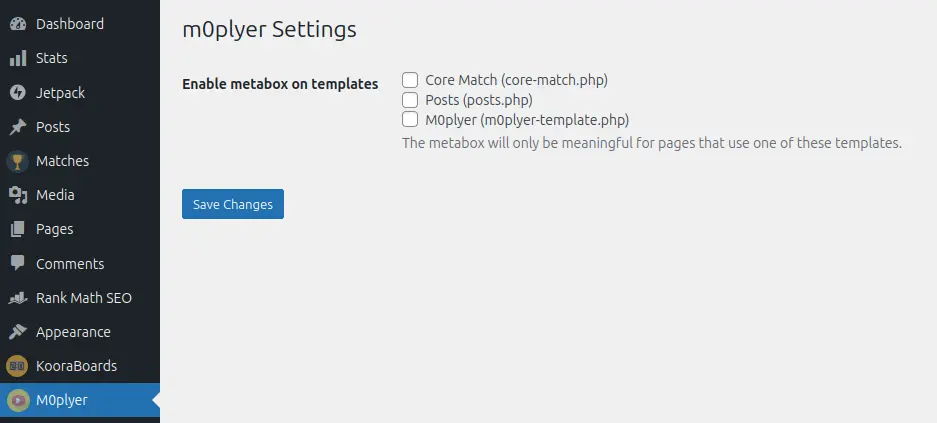 Dashboard
Stats
Jetpack
Posts
Matches
Media
Pages
Comments
Rank Math SEO
Appearance
KooraBoards
M0plyer
m0plyer Settings
Enable metabox on templates
Core Match (core-match.php)
Posts (posts.php)
M0plyer (m0plyer-template.php)
The metabox will only be meaningful for pages that use one of these templates.
Save Changes